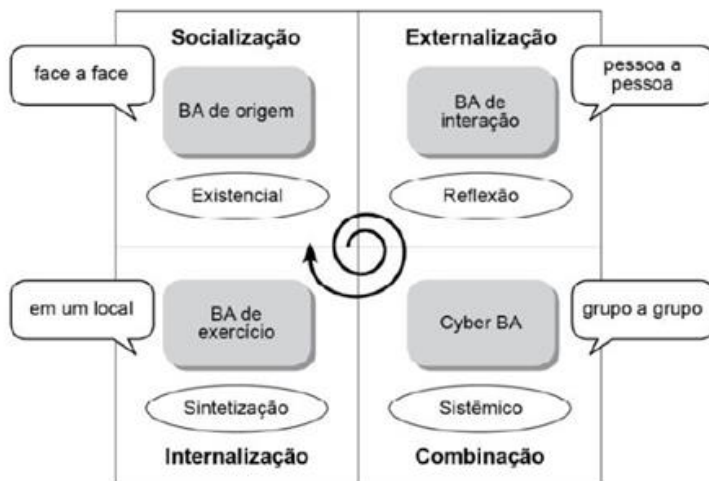 Socialização
Externalização
face a face
pessoa a
pessoa
BA de origem
BA de
interação
Existencial
Reflexão
em um local
BA de
exercício
Cyber BA
grupo a grupo
Sintetização
Sistêmico
Internalização
Combinação